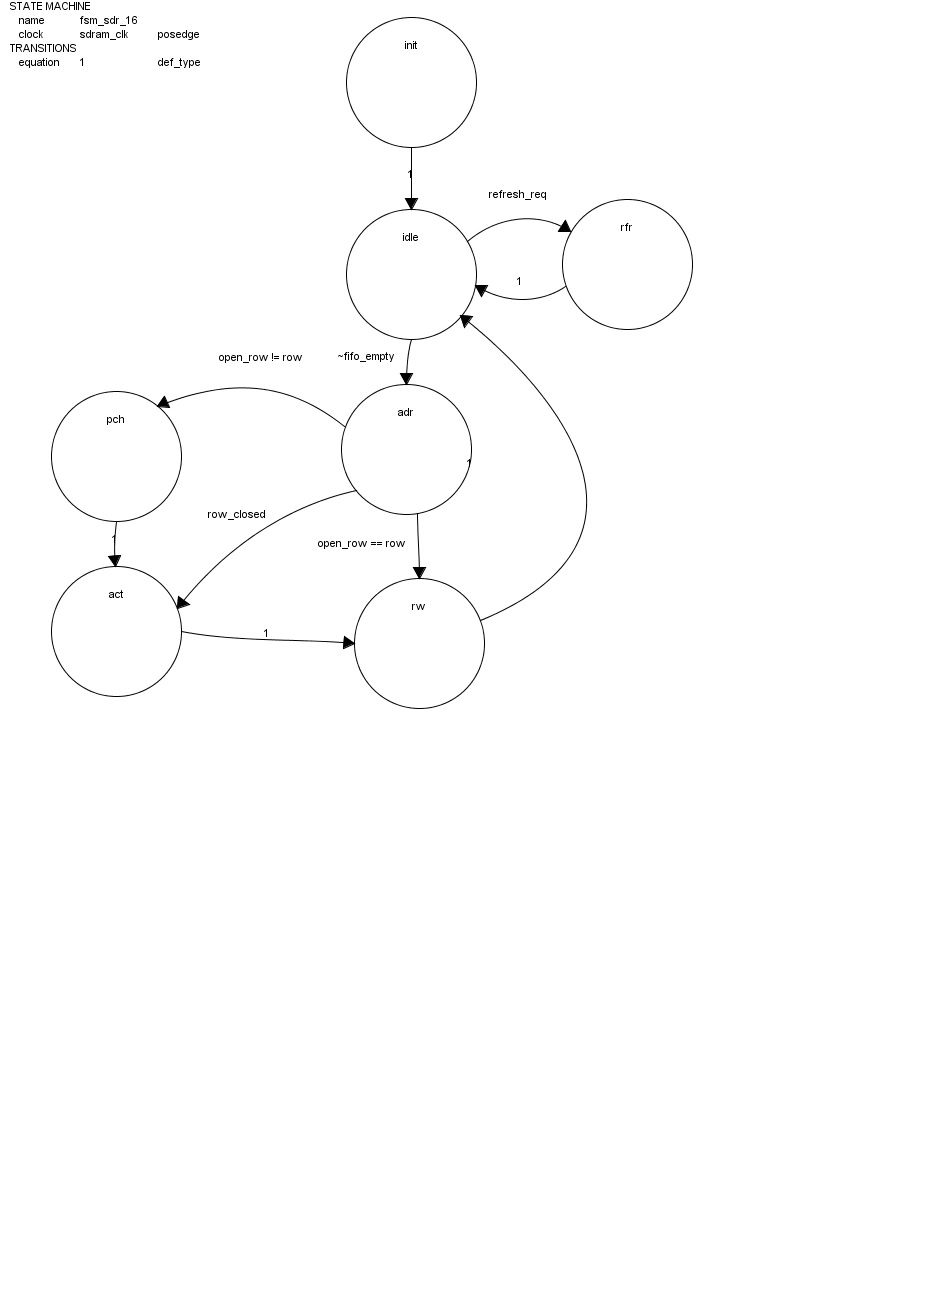 STATE MACHINE
name fsm_sdr_16
clock sdram_clk posedge
TRANSITIONS
equation 1 def_type
init
1
refresh_req
rfr
idle
1
~fifo_empty
open_row != row
adr
pch
1
row_closed
1
open_row == row
act
rw
1